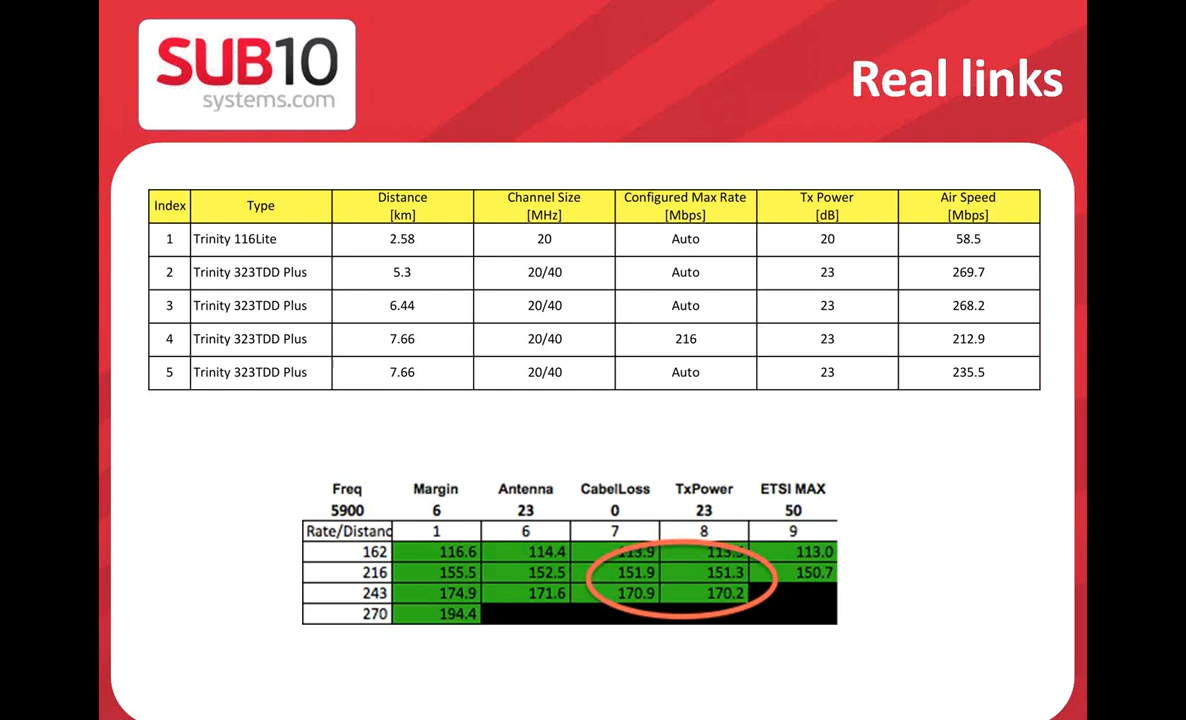 SUB10
systems.com
Real links
Index Type Distance [km] Channel Size [MHz] Configured Max Rate [Mbps] Tx Power [dB] Air Speed [Mbps]
1 Trinity 116Lite 2.58 20 Auto 20 58.5
2 Trinity 323TDD Plus 5.3 20/40 Auto 23 269.7
3 Trinity 323TDD Plus 6.44 20/40 Auto 23 268.2
4 Trinity 323TDD Plus 7.66 20/40 216 23 212.9
5 Trinity 323TDD Plus 7.66 20/40 Auto 23 235.5
Freq Margin Antenna CabelLoss TxPower ETSI MAX
5900 6 23 0 23 50
Rate/Distanc 1 6 7 8 9
162 116.6 114.4 113.9 113.0
216 155.5 152.5 151.9 151.3 150.7
243 174.9 171.6 170.9 170.2
270 194.4